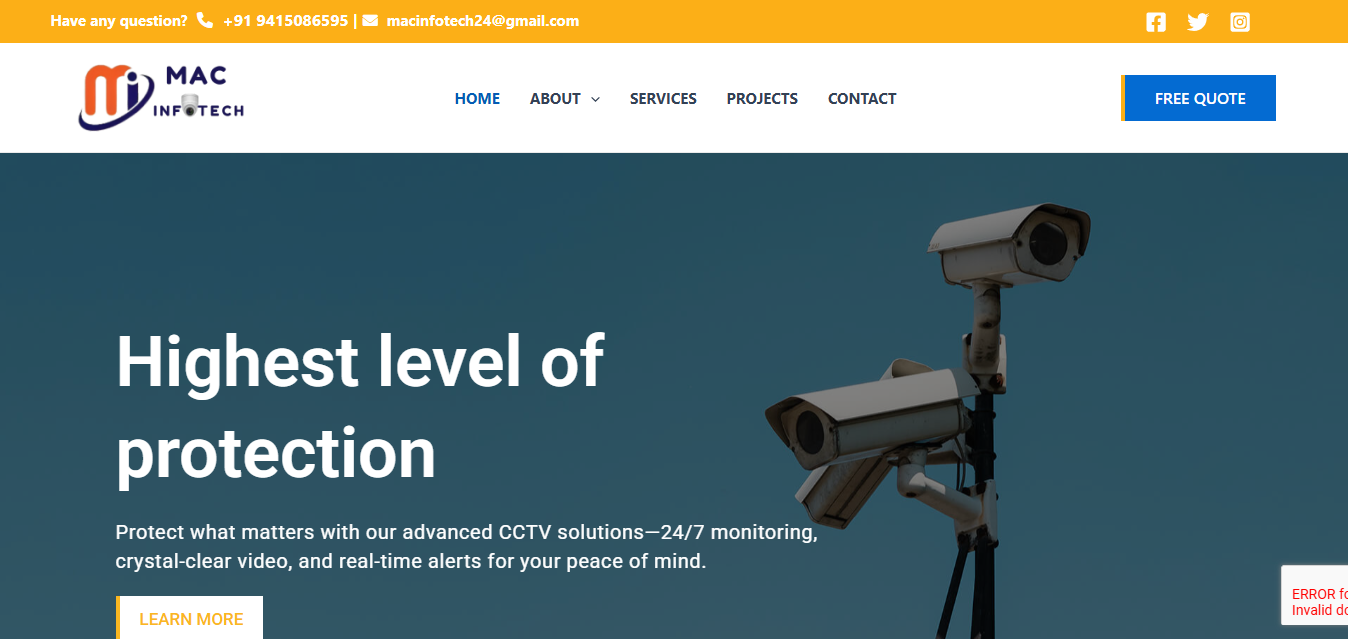 Have any question? +91 9415086595 | macinfotech24@gmail.com
Mi MAC
INFOTECH
HOME ABOUT SERVICES PROJECTS CONTACT
FREE QUOTE
Highest level of
protection
Protect what matters with our advanced CCTV solutions—24/7 monitoring,
crystal-clear video, and real-time alerts for your peace of mind.
LEARN MORE
ERROR fo
Invalid do